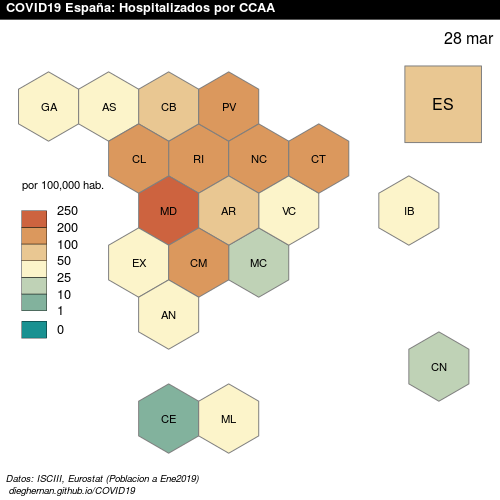 COVID19 España: Hospitalizados por CCAA
28 mar
GA AS CB PV ES
CL RI NC CT
por 100,000 hab.
MD AR VC IB
250
200
100
50
25
10
1
0
EX CM MC
AN
CN
CE ML
Datos: ISCIII, Eurostat (Poblacion a Ene2019)
dieghernan.github.io/COVID19